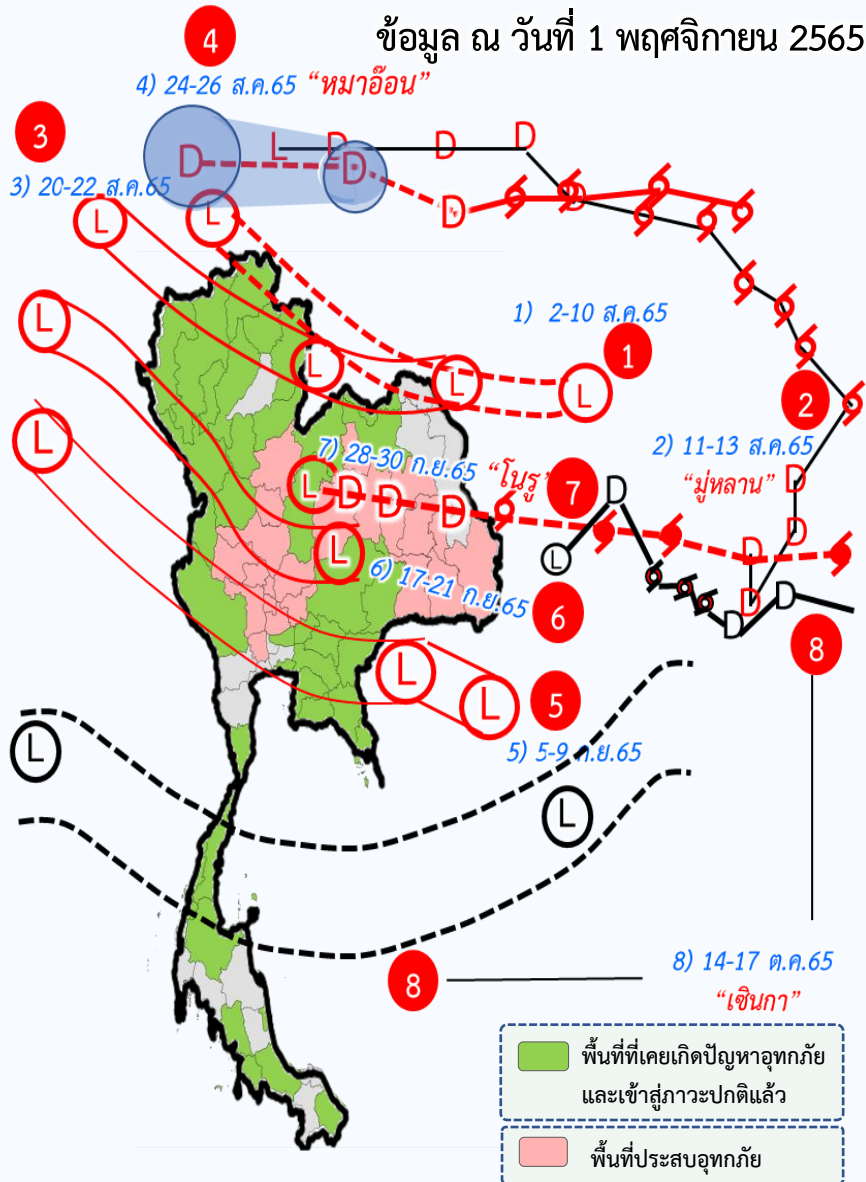 ข้อมูล ณ วันที่ 1 พฤศจิกายน 2565
4
4) 24-26 ส.ค.65 “หมาอ๊อน”
3
D L D D D
D
3) 20-22 ส.ค.65
L L D
1) 2-10 ส.ค.65
L
1
L L L
2
L
2) 11-13 ส.ค.65
7) 28-30 ก.ย.65 “โนรู”
7
“มู่หลาน”
L D D D D D
L L D D
6) 17-21 ก.ย.65
6
D D D
8
L L
5
5) 5-9 ก.ย.65
L
L
8
8) 14-17 ต.ค.65
“เซินกา”
พื้นที่ที่เคยเกิดปัญหาอุทกภัย
และเข้าสู่ภาวะปกติแล้ว
พื้นที่ประสบอุทกภัย